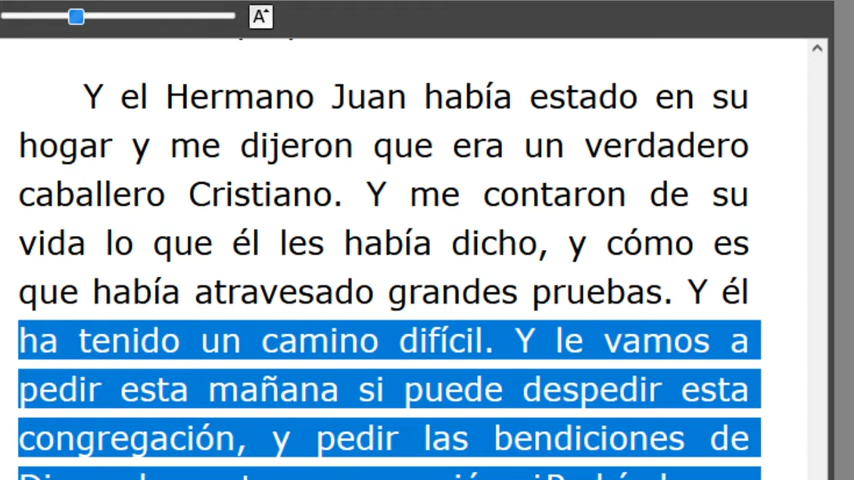 A
Y el Hermano Juan había estado en su
hogar y me dijeron que era un verdadero
caballero Cristiano. Y me contaron de su
vida lo que él les había dicho, y cómo es
que había atravesado grandes pruebas. Y él
ha tenido un camino difícil. Y le vamos a
pedir esta mañana si puede despedir esta
congregación, y pedir las bendiciones de